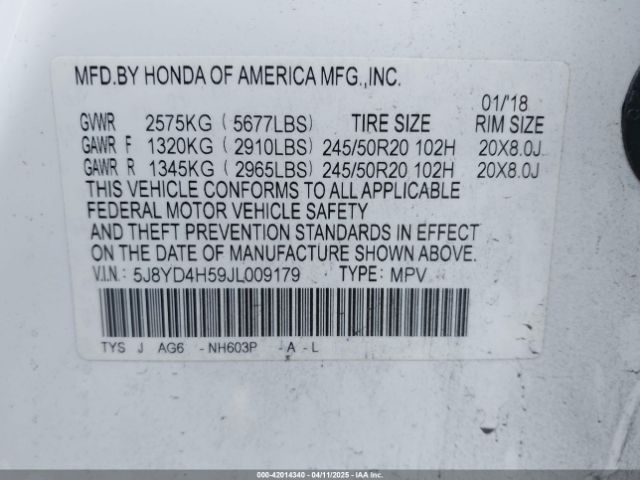 MFD.BY HONDA OF AMERICA MFG.,INC.
01/'18
GVWR 2575KG ( 5677LBS) TIRE SIZE RIM SIZE
GAWR F 1320KG ( 2910LBS) 245/50R20 102H 20X8.0J
GAWR R 1345KG ( 2965LBS) 245/50R20 102H 20X8.0J
THIS VEHICLE CONFORMS TO ALL APPLICABLE
FEDERAL MOTOR VEHICLE SAFETY
AND THEFT PREVENTION STANDARDS IN EFFECT
ON THE DATE OF MANUFACTURE SHOWN ABOVE.
V.I.N.: 5J8YD4H59JL009179 TYPE: MPV
TYS J AG6 -NH603P -A -L
000-42014340 - 04/11/2025 - IAAI.COM